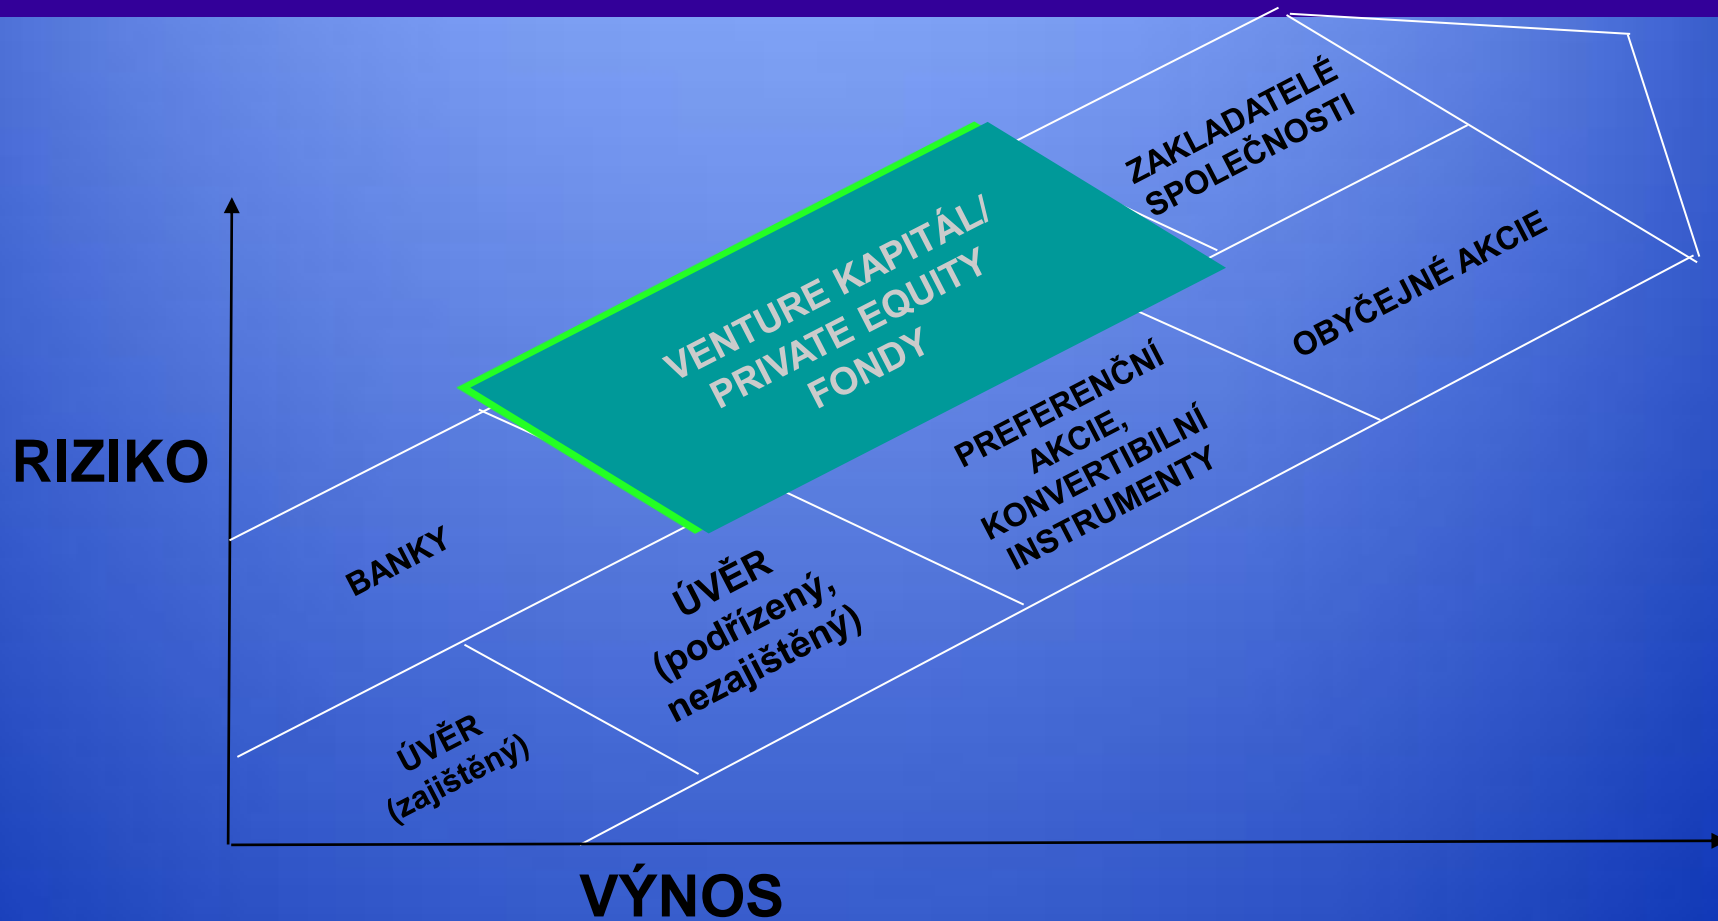 ZAKLADATELÉ
SPOLEČNOSTI
VENTURE KAPITÁL/
PRIVATE EQUITY
FONDY
OBYČEJNÉ AKCIE
PREFERENČNÍ
AKCIE,
KONVERTIBILNÍ
INSTRUMENTY
RIZIKO
BANKY
ÚVĚR
(podřízený,
nezajištěný)
ÚVĚR
(zajištěný)
VÝNOS